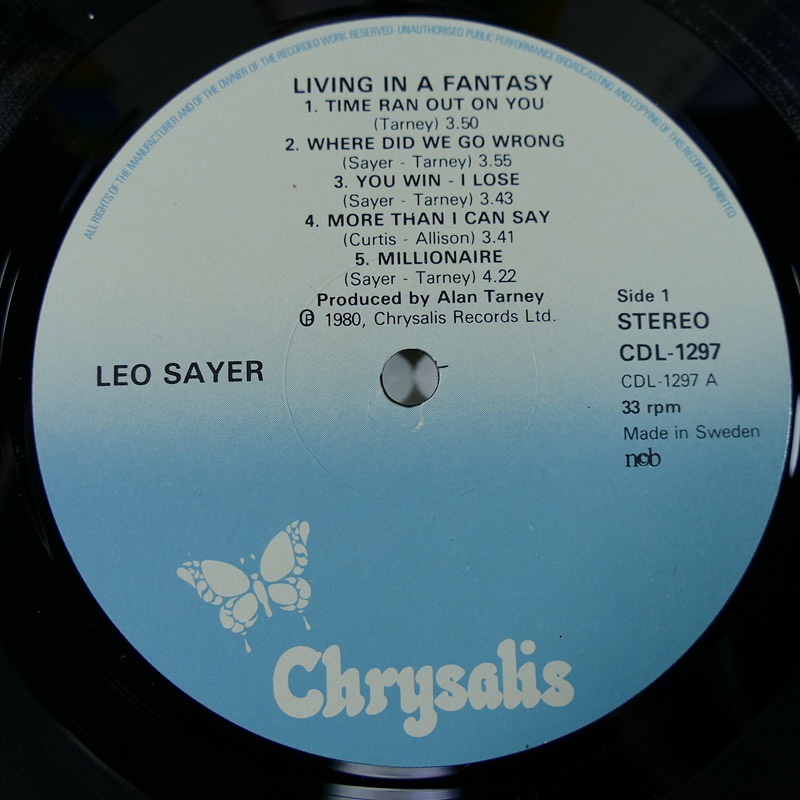 ALL RIGHTS OF THE MANUFACTURER AND OF THE OWNER OF THE RECORDED WORK RESERVED · UNAUTHORISED PUBLIC PERFORMANCE BROADCASTING AND COPYING OF THIS RECORD PROHIBITED
LIVING IN A FANTASY
1. TIME RAN OUT ON YOU
(Tarney) 3.50
2. WHERE DID WE GO WRONG
(Sayer - Tarney) 3.55
3. YOU WIN - I LOSE
(Sayer - Tarney) 3.43
4. MORE THAN I CAN SAY
(Curtis - Allison) 3.41
5. MILLIONAIRE
(Sayer - Tarney) 4.22
Produced by Alan Tarney
℗ 1980, Chrysalis Records Ltd.
LEO SAYER
Side 1
STEREO
CDL-1297
CDL-1297 A
33 rpm
Made in Sweden
ncb
Chrysalis